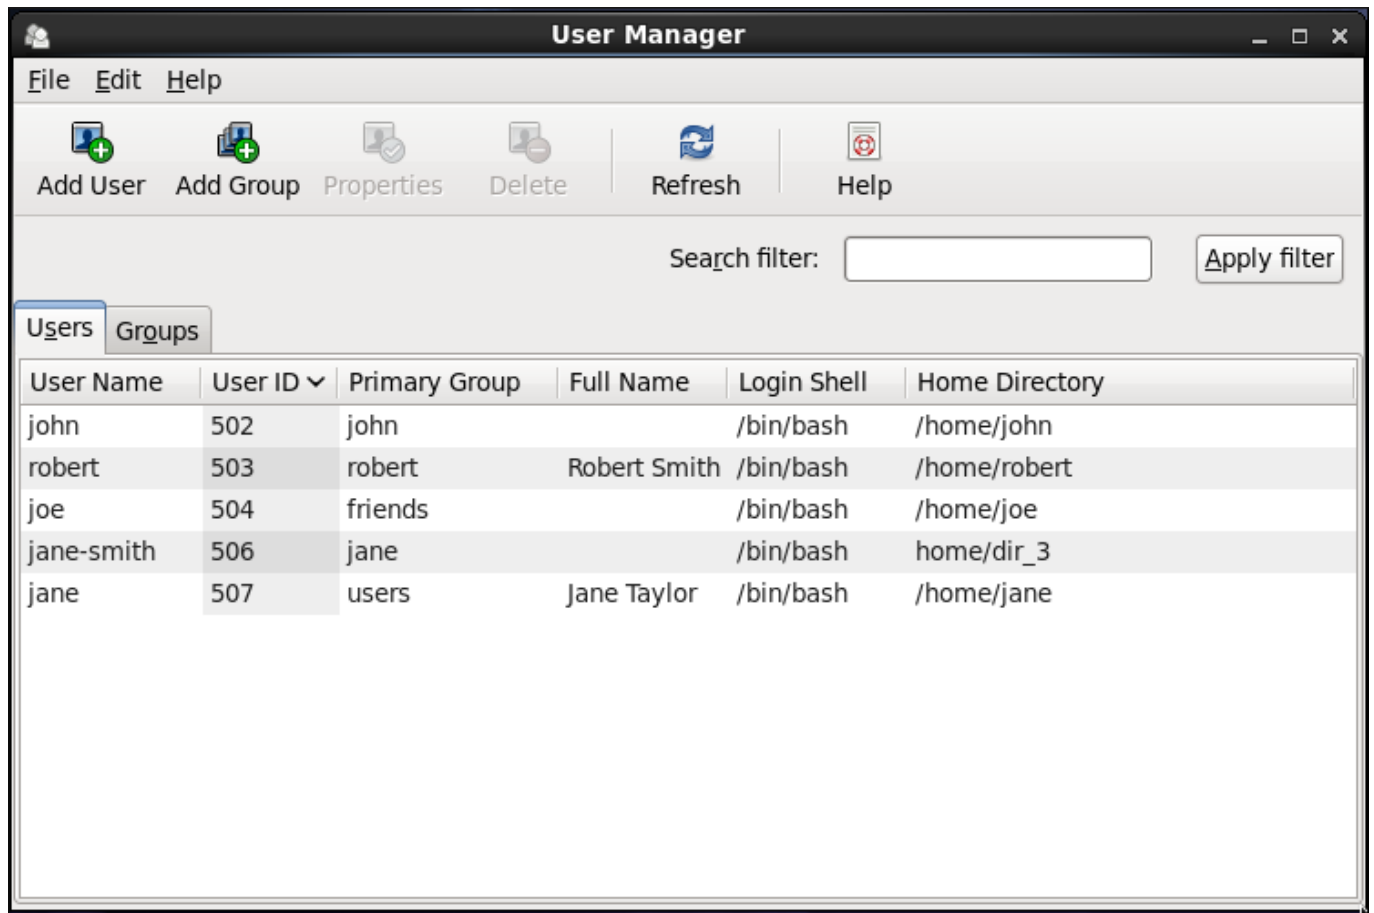 User Manager
File Edit Help
Add User Add Group Properties Delete Refresh Help
Search filter: Apply filter
Users Groups
User Name User ID Primary Group Full Name Login Shell Home Directory
john 502 john /bin/bash /home/john
robert 503 robert Robert Smith /bin/bash /home/robert
joe 504 friends /bin/bash /home/joe
jane-smith 506 jane /bin/bash home/dir_3
jane 507 users Jane Taylor /bin/bash /home/jane